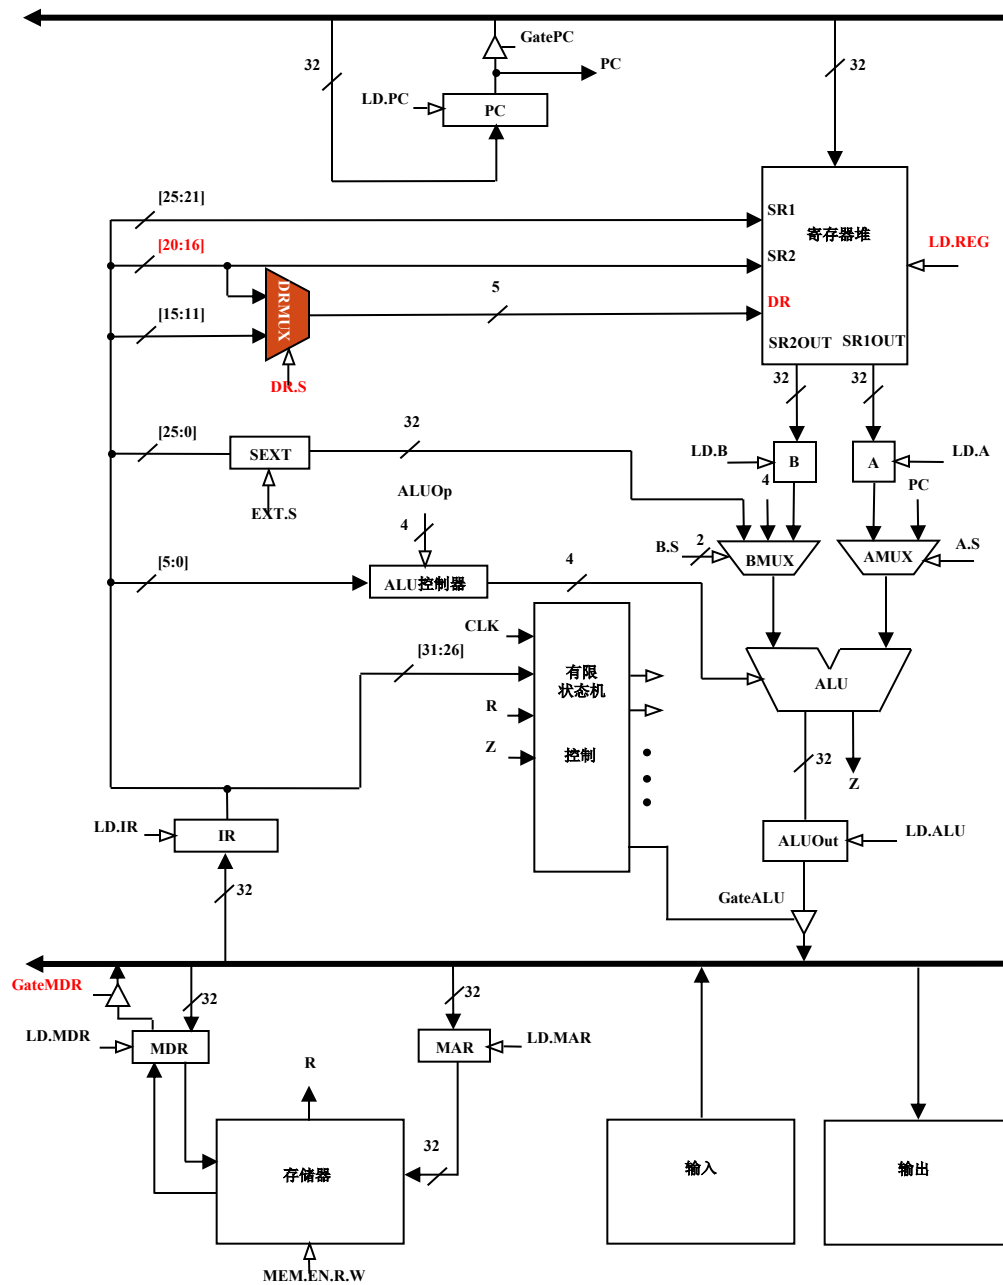 GatePC
32
PC
32
LD.PC
PC
[25:21]
SR1
寄存器堆
[20:16]
LD.REG
SR2
DRMUX
5
DR
[15:11]
SR2OUT
SR1OUT
DR.S
32
32
[25:0]
32
SEXT
LD.B
B
A
LD.A
ALUOp
4
PC
EXT.S
4
B.S
2
BMUX
AMUX
A.S
[5:0]
ALU控制器
4
CLK
[31:26]
有限
状态机
ALU
R
Z
控制
32
Z
LD.IR
IR
ALUOut
LD.ALU
32
GateALU
GateMDR
32
32
LD.MDR
MDR
MAR
LD.MAR
R
32
存储器
输入
输出
MEM.EN.R.W